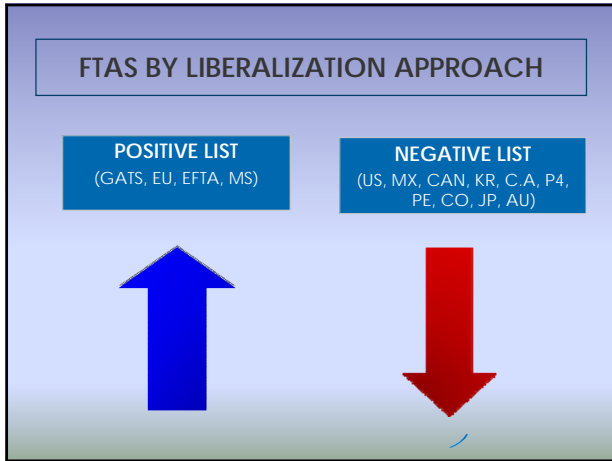 FTAS BY LIBERALIZATION APPROACH
POSITIVE LIST
(GATS, EU, EFTA, MS)
NEGATIVE LIST
(US, MX, CAN, KR, C.A, P4,
PE, CO, JP, AU)